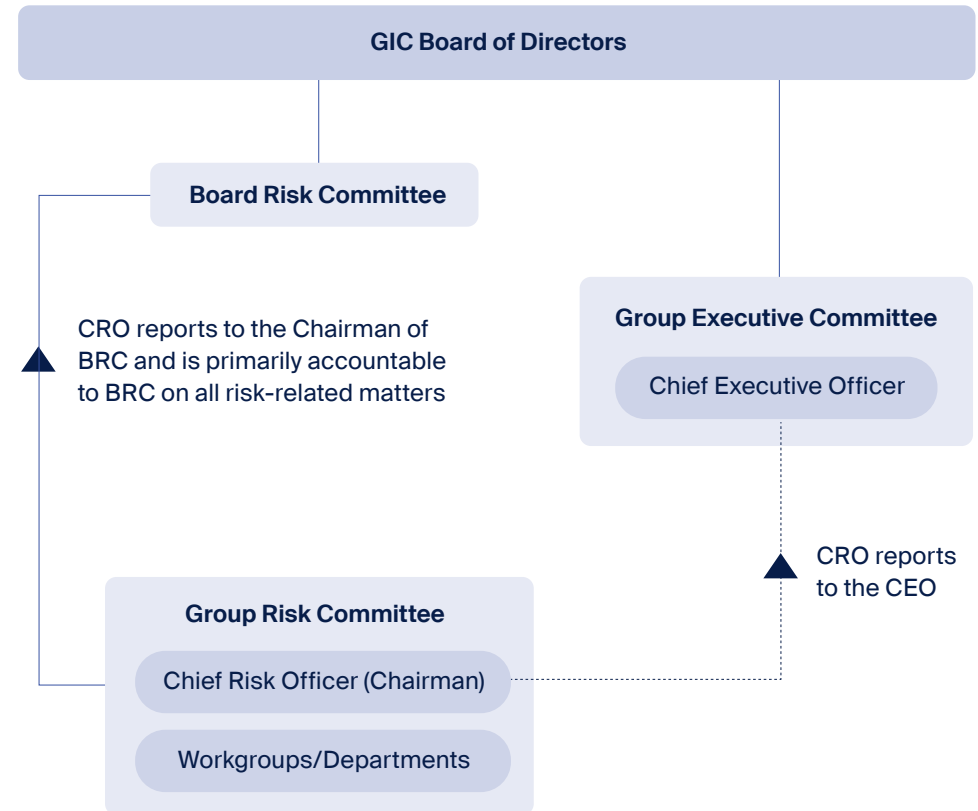 GIC Board of Directors
Board Risk Committee
CRO reports to the Chairman of
BRC and is primarily accountable
to BRC on all risk-related matters
Group Executive Committee
Chief Executive Officer
CRO reports
to the CEO
Group Risk Committee
Chief Risk Officer (Chairman)
Workgroups/Departments